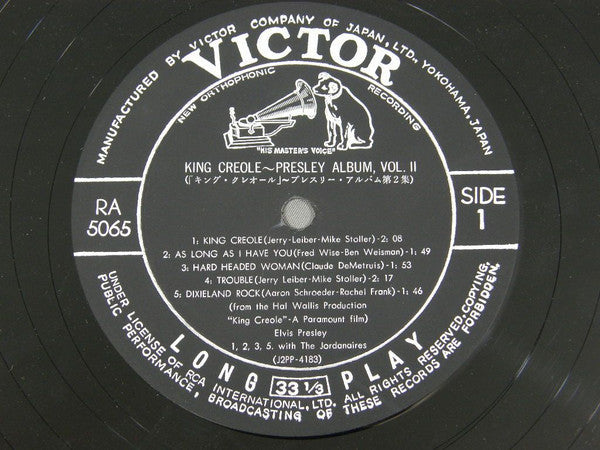 MANUFACTURED BY VICTOR COMPANY OF JAPAN, LTD., YOKOHAMA, JAPAN
VICTOR
NEW ORTHOPHONIC RECORDING
"HIS MASTER'S VOICE"
KING CREOLE~PRESLEY ALBUM, VOL. II
(「キング・クレオール」~プレスリー・アルバム第2集)
RA
5065
SIDE
1
1: KING CREOLE(Jerry-Leiber-Mike Stoller)2: 08
2: AS LONG AS I HAVE YOU(Fred Wise-Ben Weisman)-1: 49
3: HARD HEADED WOMAN(Claude DeMetruis)-1: 53
4: TROUBLE(Jerry Leiber-Mike Stoller)-2: 17
5: DIXIELAND ROCK(Aaron Schroeder-Rachel Frank)-1: 46
(from the Hal Wallis Production
"King Creole"-A Paramount film)
Elvis Presley
1, 2, 3, 5. with The Jordanaires
(J2PP-4183)
LONG 33 1/3 PLAY
UNDER LICENSE OF RCA INTERNATIONAL, LTD. UNAUTHORIZED COPYING,
PUBLIC PERFORMANCE, BROADCASTING OF THESE RECORDS ARE FORBIDDEN.